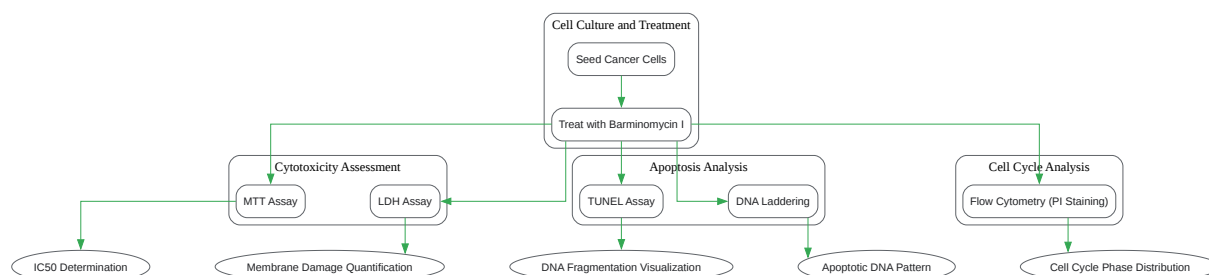 Cell Culture and Treatment
Seed Cancer Cells
Treat with Barminomycin I
Cytotoxicity Assessment
Apoptosis Analysis
Cell Cycle Analysis
MTT Assay
LDH Assay
TUNEL Assay
DNA Laddering
Flow Cytometry (PI Staining)
IC50 Determination
Membrane Damage Quantification
DNA Fragmentation Visualization
Apoptotic DNA Pattern
Cell Cycle Phase Distribution